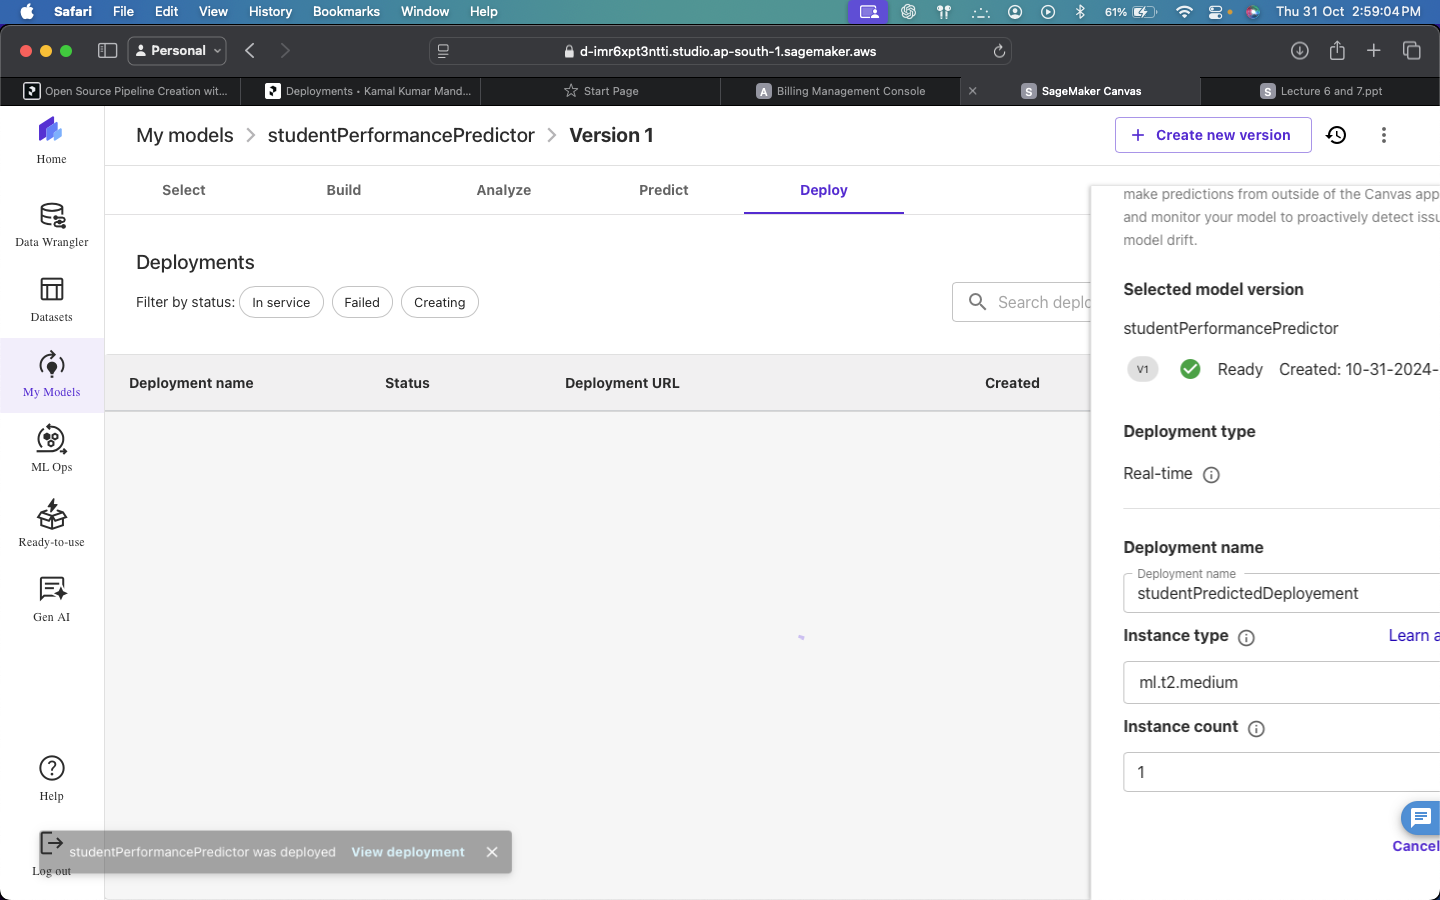 Safari File Edit View History Bookmarks Window Help 61% Thu 31 Oct 2:59:04 PM
Personal d-imr6xpt3ntti.studio.ap-south-1.sagemaker.aws
Open Source Pipeline Creation wit... Deployments • Kamal Kumar Mand... Start Page A Billing Management Console S SageMaker Canvas S Lecture 6 and 7.ppt
Home
Data Wrangler
Datasets
My Models
ML Ops
Ready-to-use
Gen AI
Help
Log out
My models > studentPerformancePredictor > Version 1
+ Create new version
Select Build Analyze Predict Deploy
Deployments
Filter by status: In service Failed Creating
Search deplo
Deployment name Status Deployment URL Created
make predictions from outside of the Canvas app
and monitor your model to proactively detect issu
model drift.
Selected model version
studentPerformancePredictor
V1 Ready Created: 10-31-2024-
Deployment type
Real-time
Deployment name
Deployment name
studentPredictedDeployement
Instance type Learn a
ml.t2.medium
Instance count
1
Cancel
studentPerformancePredictor was deployed View deployment